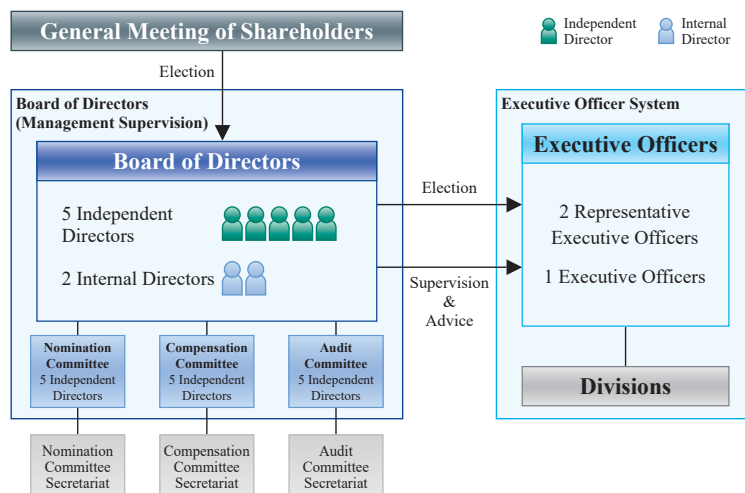 General Meeting of Shareholders
Independent
Director
Internal
Director
Election
Board of Directors
(Management Supervision)
Board of Directors
5 Independent
Directors
2 Internal Directors
Election
Supervision
&
Advice
Executive Officer System
Executive Officers
2 Representative
Executive Officers
1 Executive Officers
Divisions
Nomination
Committee
5 Independent
Directors
Compensation
Committee
5 Independent
Directors
Audit
Committee
5 Independent
Directors
Nomination
Committee
Secretariat
Compensation
Committee
Secretariat
Audit
Committee
Secretariat